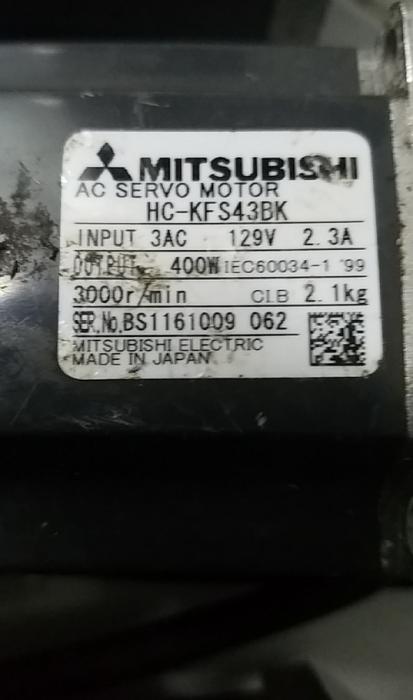 MITSUBISHI
AC SERVO MOTOR
HC-KFS43BK
INPUT 3AC 129V 2.3A
OUTPUT 400W IEC60034-1 '99
3000r/min Cl.B 2.1kg
SER.No.BS1161009 062
MITSUBISHI ELECTRIC
MADE IN JAPAN